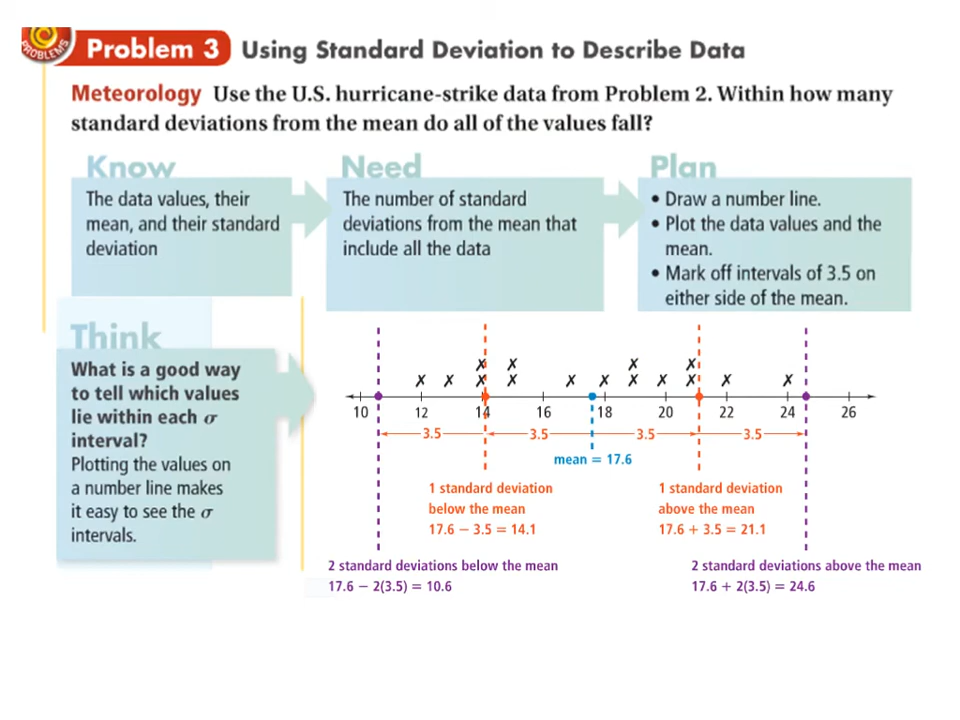 PROBLEMS
Problem 3 Using Standard Deviation to Describe Data
Meteorology Use the U.S. hurricane-strike data from Problem 2. Within how many
standard deviations from the mean do all of the values fall?
Know
The data values, their
mean, and their standard
deviation
Need
The number of standard
deviations from the mean that
include all the data
Plan
• Draw a number line.
• Plot the data values and the
mean.
• Mark off intervals of 3.5 on
either side of the mean.
Think
What is a good way
to tell which values
lie within each σ
interval?
Plotting the values on
a number line makes
it easy to see the σ
intervals.
10 12 14 16 18 20 22 24 26
3.5 3.5 3.5 3.5
mean = 17.6
1 standard deviation
below the mean
17.6 − 3.5 = 14.1
1 standard deviation
above the mean
17.6 + 3.5 = 21.1
2 standard deviations below the mean
17.6 − 2(3.5) = 10.6
2 standard deviations above the mean
17.6 + 2(3.5) = 24.6